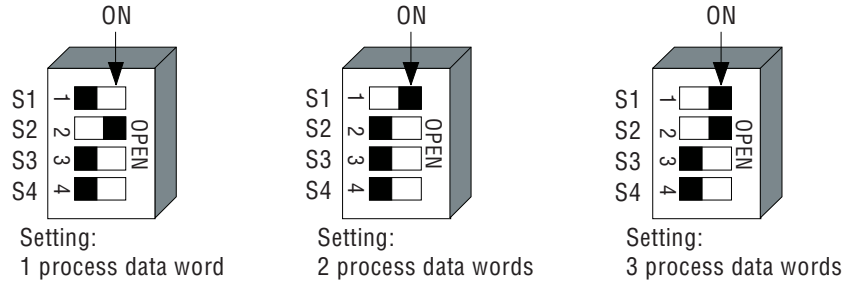 ON
S1 1
S2 2
S3 3
S4 4
OPEN
Setting:
1 process data word
ON
S1 1
S2 2
S3 3
S4 4
OPEN
Setting:
2 process data words
ON
S1 1
S2 2
S3 3
S4 4
OPEN
Setting:
3 process data words